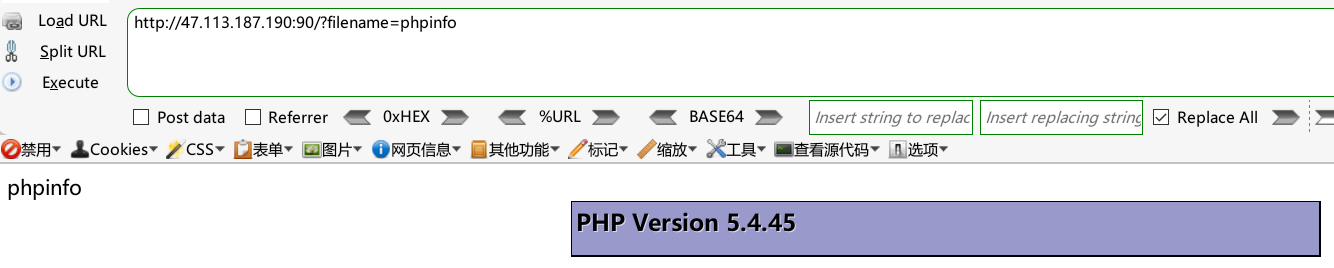 Load URL
http://47.113.187.190:90/?filename=phpinfo
Split URL
Execute
Post data Referrer 0xHEX %URL BASE64 Insert string to replac Insert replacing string Replace All
禁用 Cookies CSS 表单 图片 网页信息 其他功能 标记 缩放 工具 查看源代码 选项
phpinfo
PHP Version 5.4.45